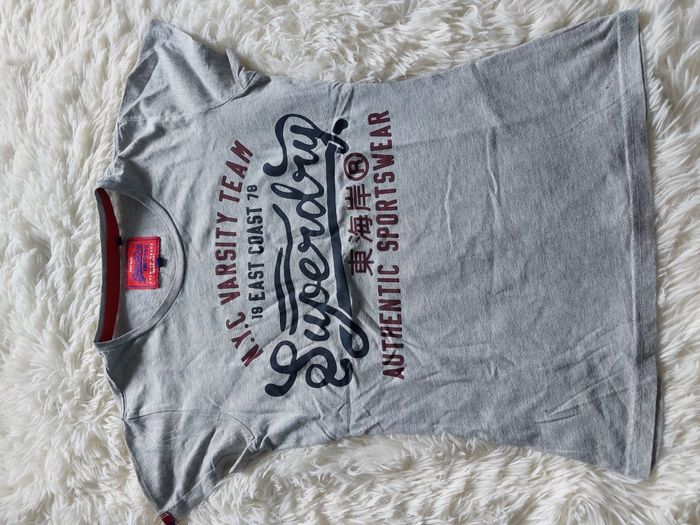 N.Y.C VARSITY TEAM
19 EAST COAST 78
Superdry.
東海岸®
AUTHENTIC SPORTSWEAR